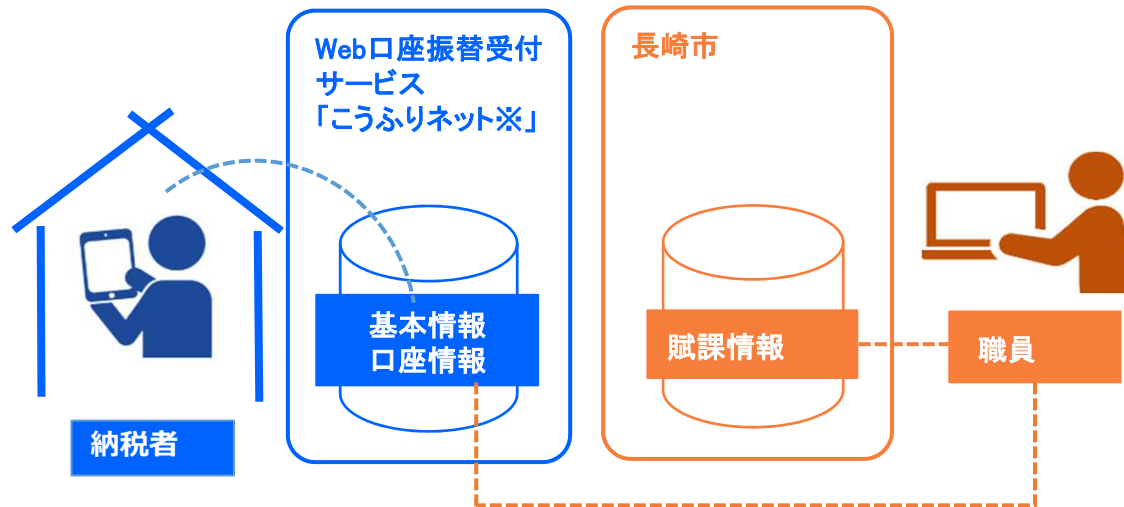 Web口座振替受付
サービス
「こうふりネット※」
長崎市
基本情報
口座情報
賦課情報
職員
納税者